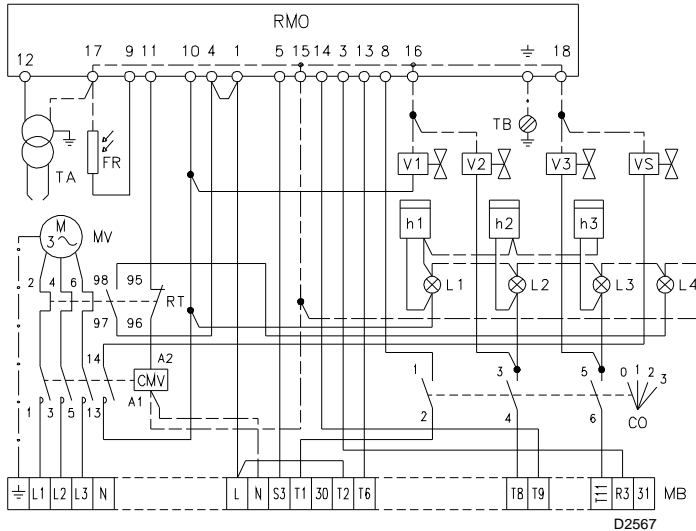 RMO
12 17 9 11 10 4 1 5 15 14 3 13 8 16 18
TB
FR
TA
V1 V2 V3 VS
h1 h2 h3
M
3
MV
2 4 6 98 95
L1 L2 L3 L4
RT
97 96
14 A2
CMV
1 3 5 0 1 2 3
A1
1 3 5 13
2 4 6 CO
L1 L2 L3 N L N S3 T1 30 T2 T6 T8 T9 R3 31 MB
D2567